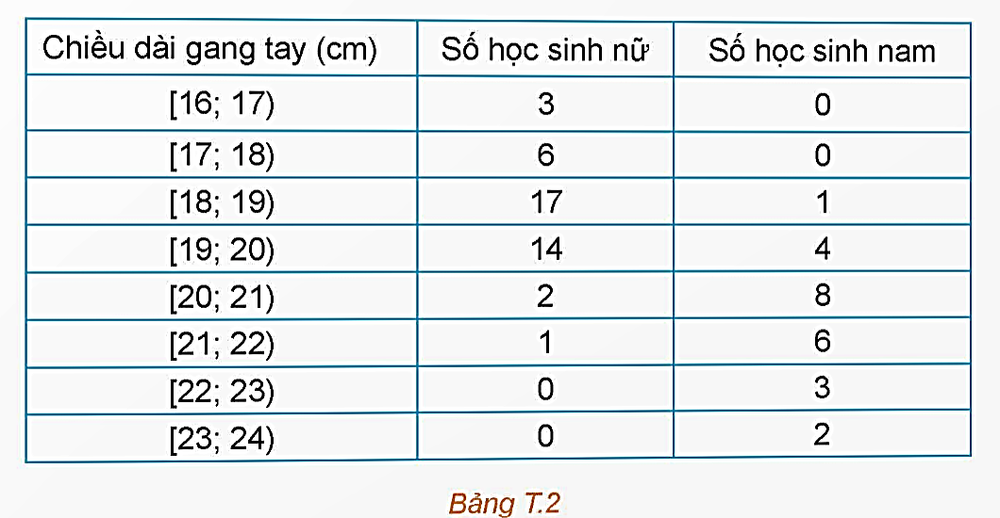 Chiều dài gang tay (cm) Số học sinh nữ Số học sinh nam
[16; 17) 3 0
[17; 18) 6 0
[18; 19) 17 1
[19; 20) 14 4
[20; 21) 2 8
[21; 22) 1 6
[22; 23) 0 3
[23; 24) 0 2
Bảng T.2